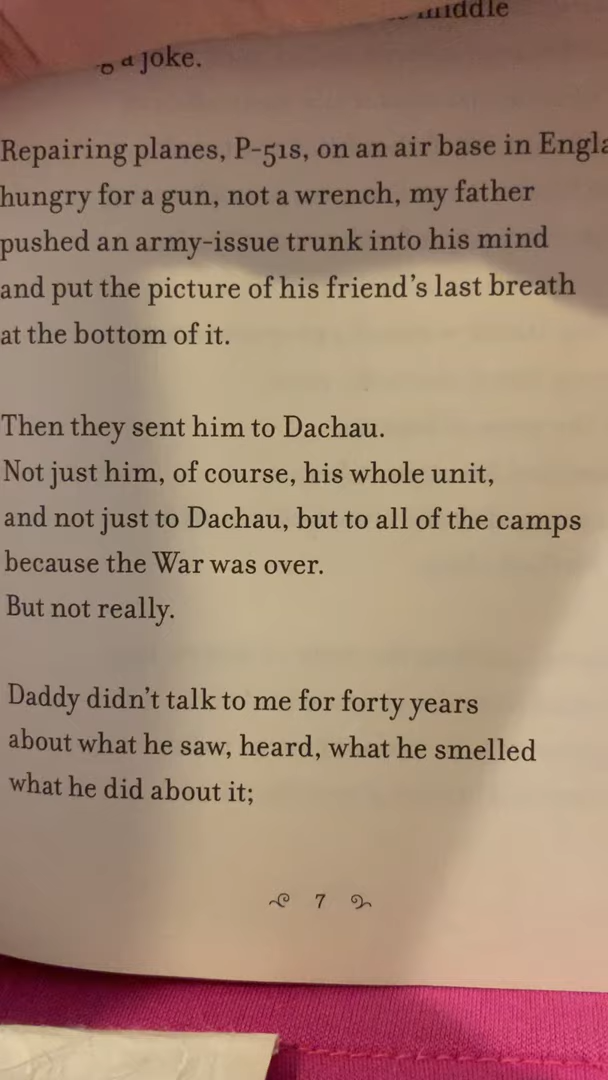 middle
a joke.
Repairing planes, P-51s, on an air base in Engla
hungry for a gun, not a wrench, my father
pushed an army-issue trunk into his mind
and put the picture of his friend's last breath
at the bottom of it.
Then they sent him to Dachau.
Not just him, of course, his whole unit,
and not just to Dachau, but to all of the camps
because the War was over.
But not really.
Daddy didn't talk to me for forty years
about what he saw, heard, what he smelled
what he did about it;
7